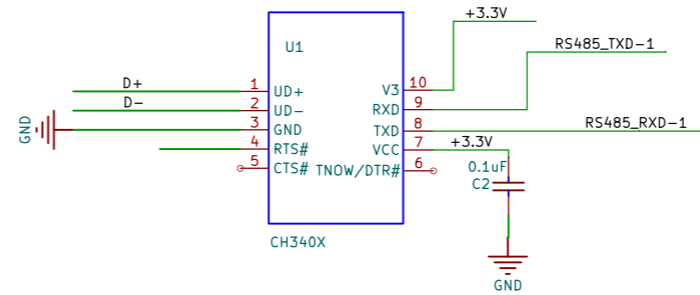 +3.3V
U1
RS485_TXD-1
D+
1
UD+
V3
10
D-
2
UD-
RXD
9
GND
3
GND
TXD
8
RS485_RXD-1
4
RTS#
VCC
7
+3.3V
5
CTS#
TNOW/DTR#
6
0.1uF
C2
CH340X
GND